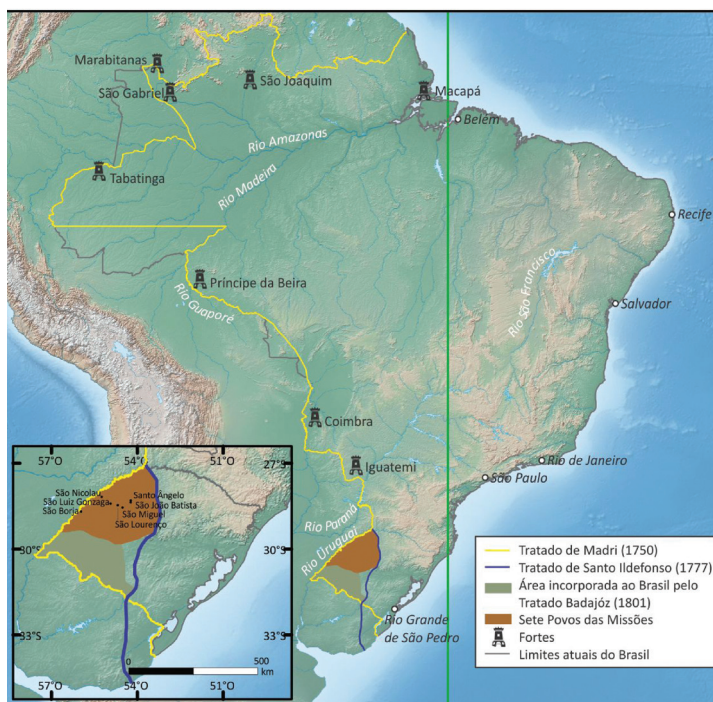 Marabitanas
São Gabriel
São Joaquim
Macapá
Belém
Rio Amazonas
Tabatinga
Rio Madeira
Recife
Príncipe da Beira
Rio Guaporé
Rio São Francisco
Salvador
Coimbra
Iguatemi
Rio de Janeiro
São Paulo
Rio Paraná
Rio Uruguai
Rio Grande
de São Pedro
57°O
54°O
51°O
27°S
São Nicolau
São Luiz Gonzaga
São Borja
Santo Ângelo
São João Batista
São Miguel
São Lourenço
30°S
30°S
33°S
33°S
0
500
km
57°O
54°O
51°O
Tratado de Madri (1750)
Tratado de Santo Ildefonso (1777)
Área incorporada ao Brasil pelo
Tratado Badajóz (1801)
Sete Povos das Missões
Fortes
Limites atuais do Brasil